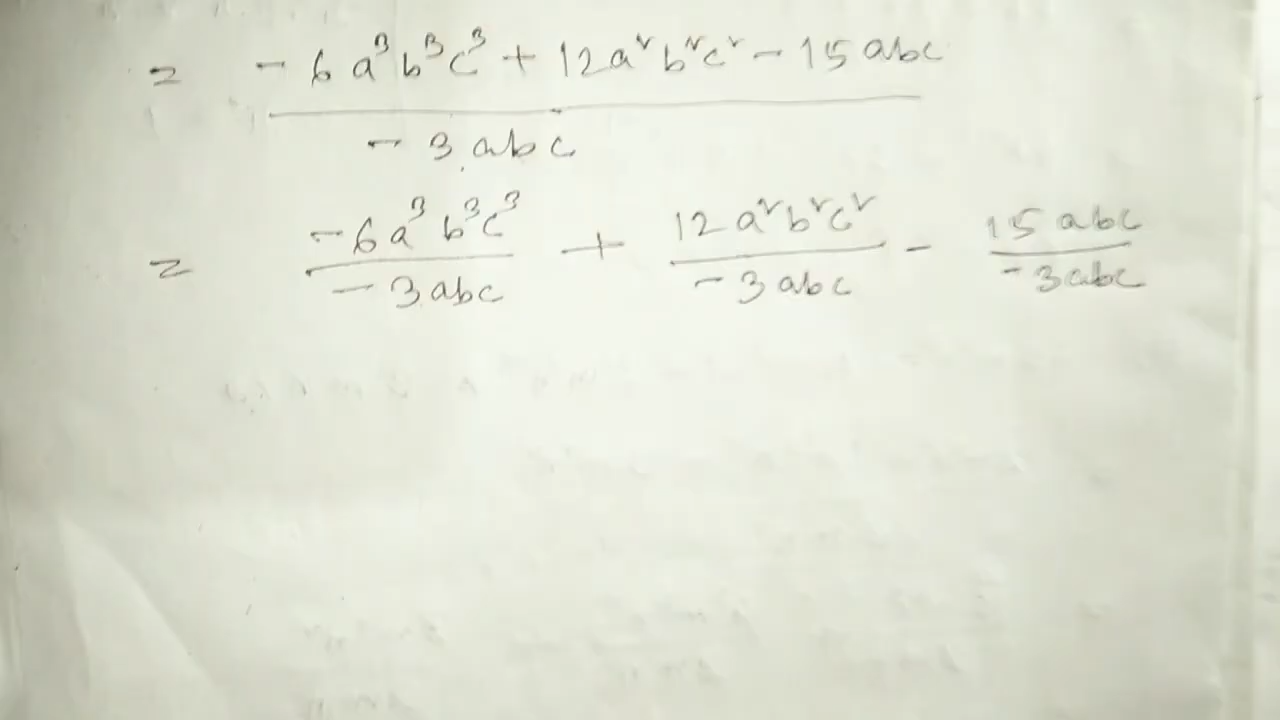 = -6a³b³c³ + 12a²b²c² - 15abc
-3abc
= -6a³b³c³ / -3abc + 12a²b²c² / -3abc - 15abc / -3abc